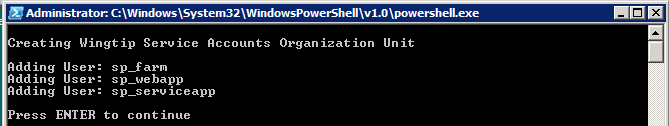 Administrator: C:\Windows\System32\WindowsPowerShell\v1.0\powershell.exe
Creating Wingtip Service Accounts Organization Unit
Adding User: sp_farm
Adding User: sp_webapp
Adding User: sp_serviceapp
Press ENTER to continue